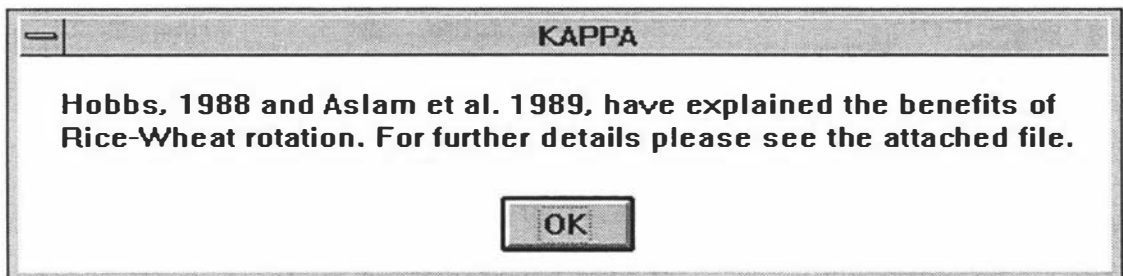 KAPPA
Hobbs, 1988 and Aslam et al. 1989, have explained the benefits of
Rice-Wheat rotation. For further details please see the attached file.
OK